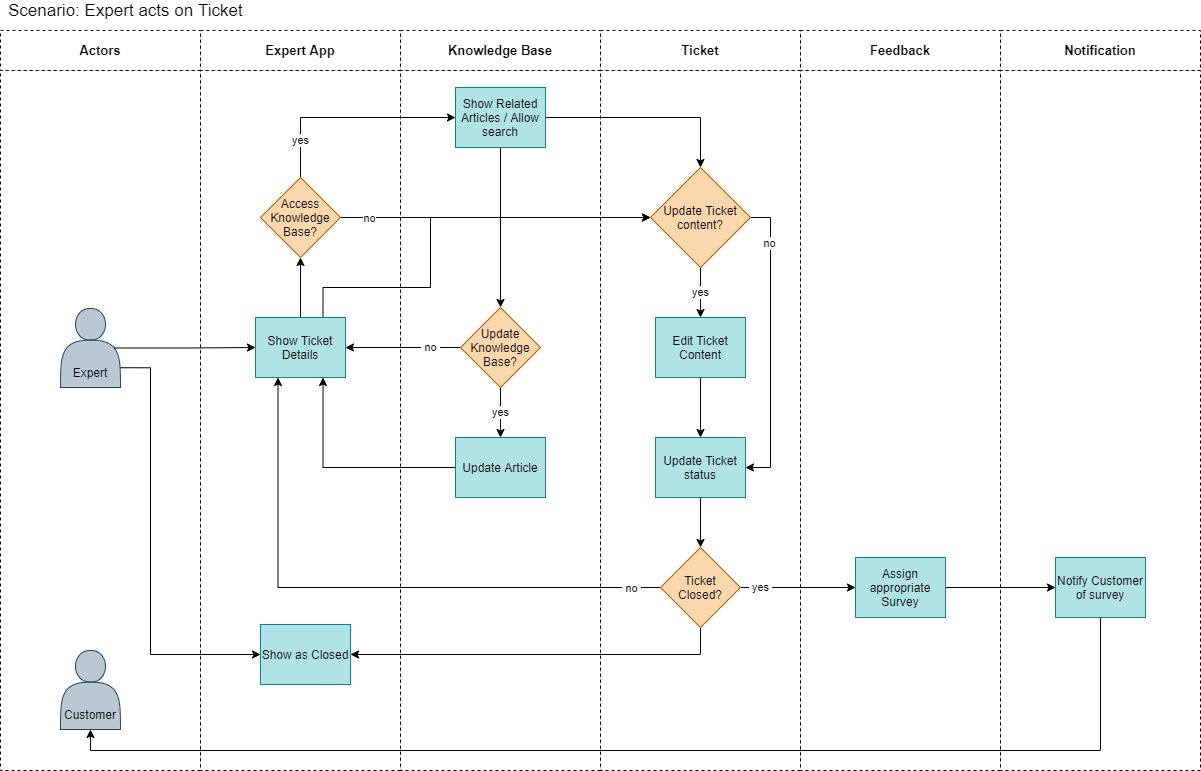 Scenario: Expert acts on Ticket
Actors
Expert App
Knowledge Base
Ticket
Feedback
Notification
Show Related
Articles / Allow
search
yes
Access
Knowledge
Base?
no
Update Ticket
content?
no
yes
Expert
Show Ticket
Details
no
Update
Knowledge
Base?
Edit Ticket
Content
yes
Update Article
Update Ticket
status
no
Ticket
Closed?
yes
Assign
appropriate
Survey
Notify Customer
of survey
Show as Closed
Customer